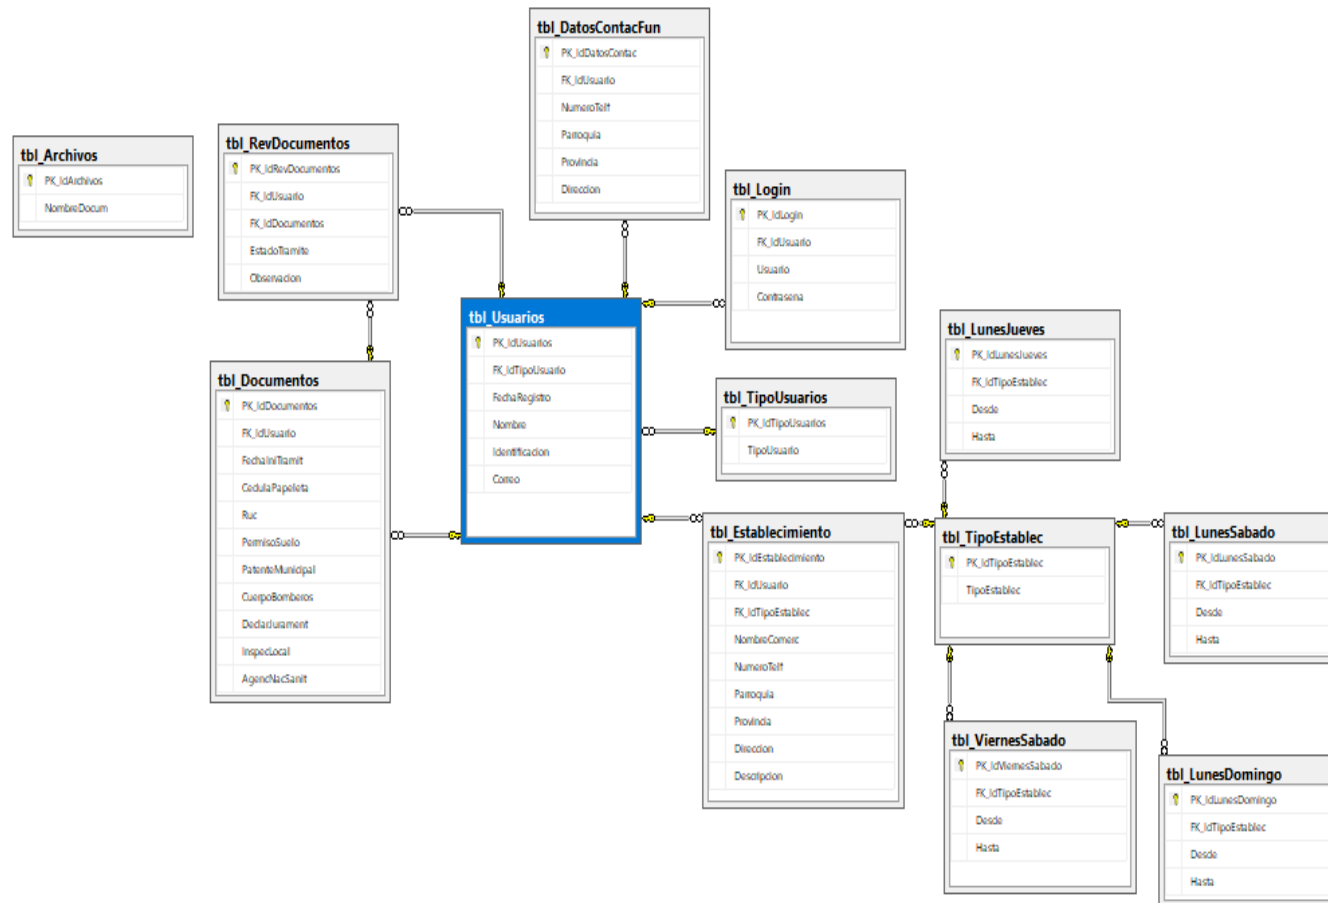 tbl_DatosContacFun
PK_IdDatosContac
FK_IdUsuario
NumeroTelf
Parroquia
Provincia
Direccion
tbl_Archivos
PK_IdArchivos
NombreDocum
tbl_RevDocumentos
PK_IdRevDocumentos
FK_IdUsuario
FK_IdDocumentos
EstadoTramite
Observacion
tbl_Login
PK_IdLogin
FK_IdUsuario
Usuario
Contrasena
tbl_Usuarios
PK_IdUsuarios
FK_IdTipoUsuario
FechaRegistro
Nombre
Identificacion
Correo
tbl_LunesJueves
PK_IdLunesJueves
FK_IdTipoEstablec
Desde
Hasta
tbl_Documentos
PK_IdDocumentos
FK_IdUsuario
FechaIniTramit
CedulaPapeleta
Ruc
PermisoSuelo
PatenteMunicipal
CuerpoBomberos
DeclarJurament
InspecLocal
AgencNacSanit
tbl_TipoUsuarios
PK_IdTipoUsuarios
TipoUsuario
tbl_Establecimiento
PK_IdEstablecimiento
FK_IdUsuario
FK_IdTipoEstablec
NombreComerc
NumeroTelf
Parroquia
Provincia
Direccion
Descripcion
tbl_TipoEstablec
PK_IdTipoEstablec
TipoEstablec
tbl_LunesSabado
PK_IdLunesSabado
FK_IdTipoEstablec
Desde
Hasta
tbl_ViernesSabado
PK_IdViernesSabado
FK_IdTipoEstablec
Desde
Hasta
tbl_LunesDomingo
PK_IdLunesDomingo
FK_IdTipoEstablec
Desde
Hasta